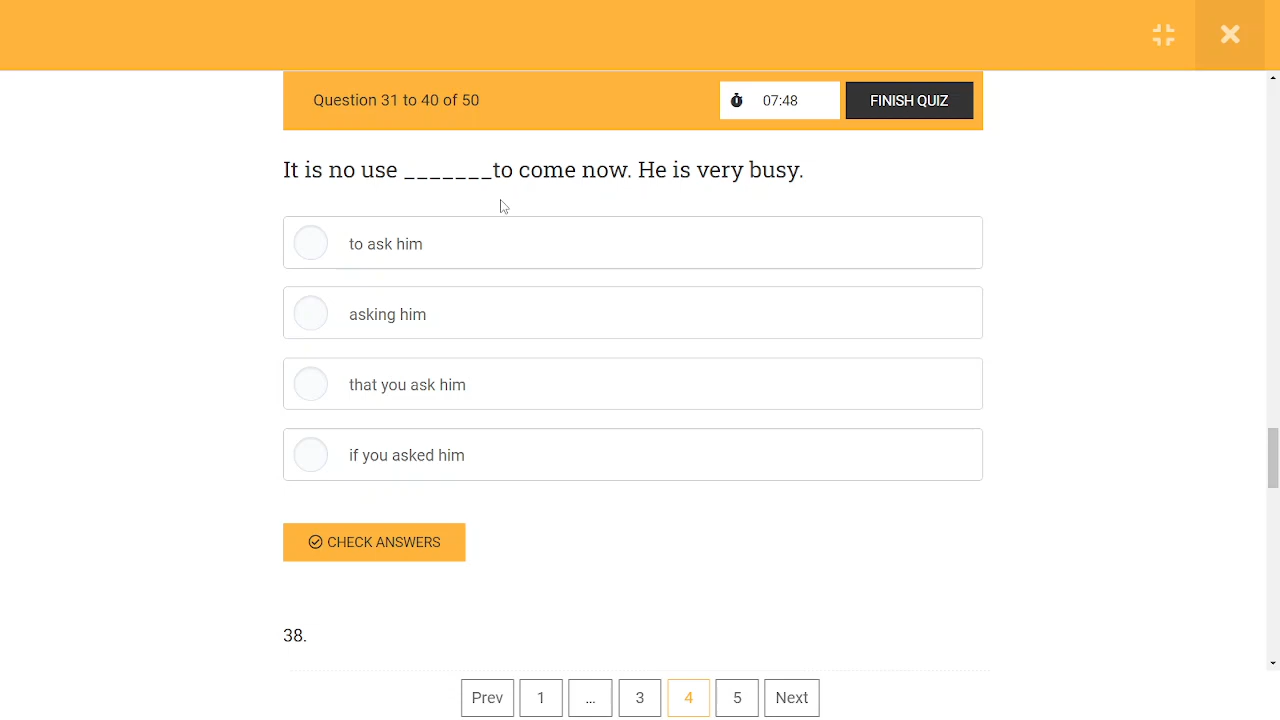 Question 31 to 40 of 50
07:48
FINISH QUIZ
It is no use _______to come now. He is very busy.
to ask him
asking him
that you ask him
if you asked him
CHECK ANSWERS
38.
Prev 1 ... 3 4 5 Next